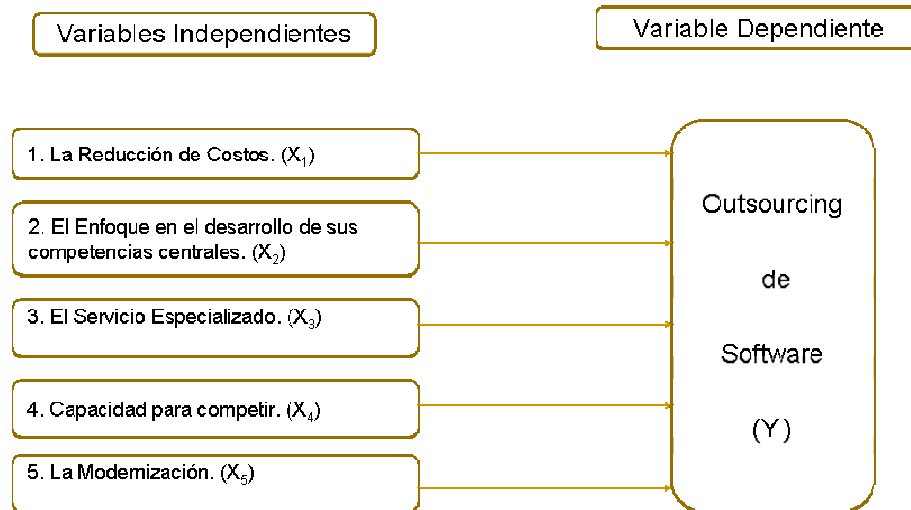 Variables Independientes
Variable Dependiente
1. La Reducción de Costos. (X₁)
2. El Enfoque en el desarrollo de sus
competencias centrales. (X₂)
3. El Servicio Especializado. (X₃)
4. Capacidad para competir. (X₄)
5. La Modernización. (X₅)
Outsourcing
de
Software
(Y)